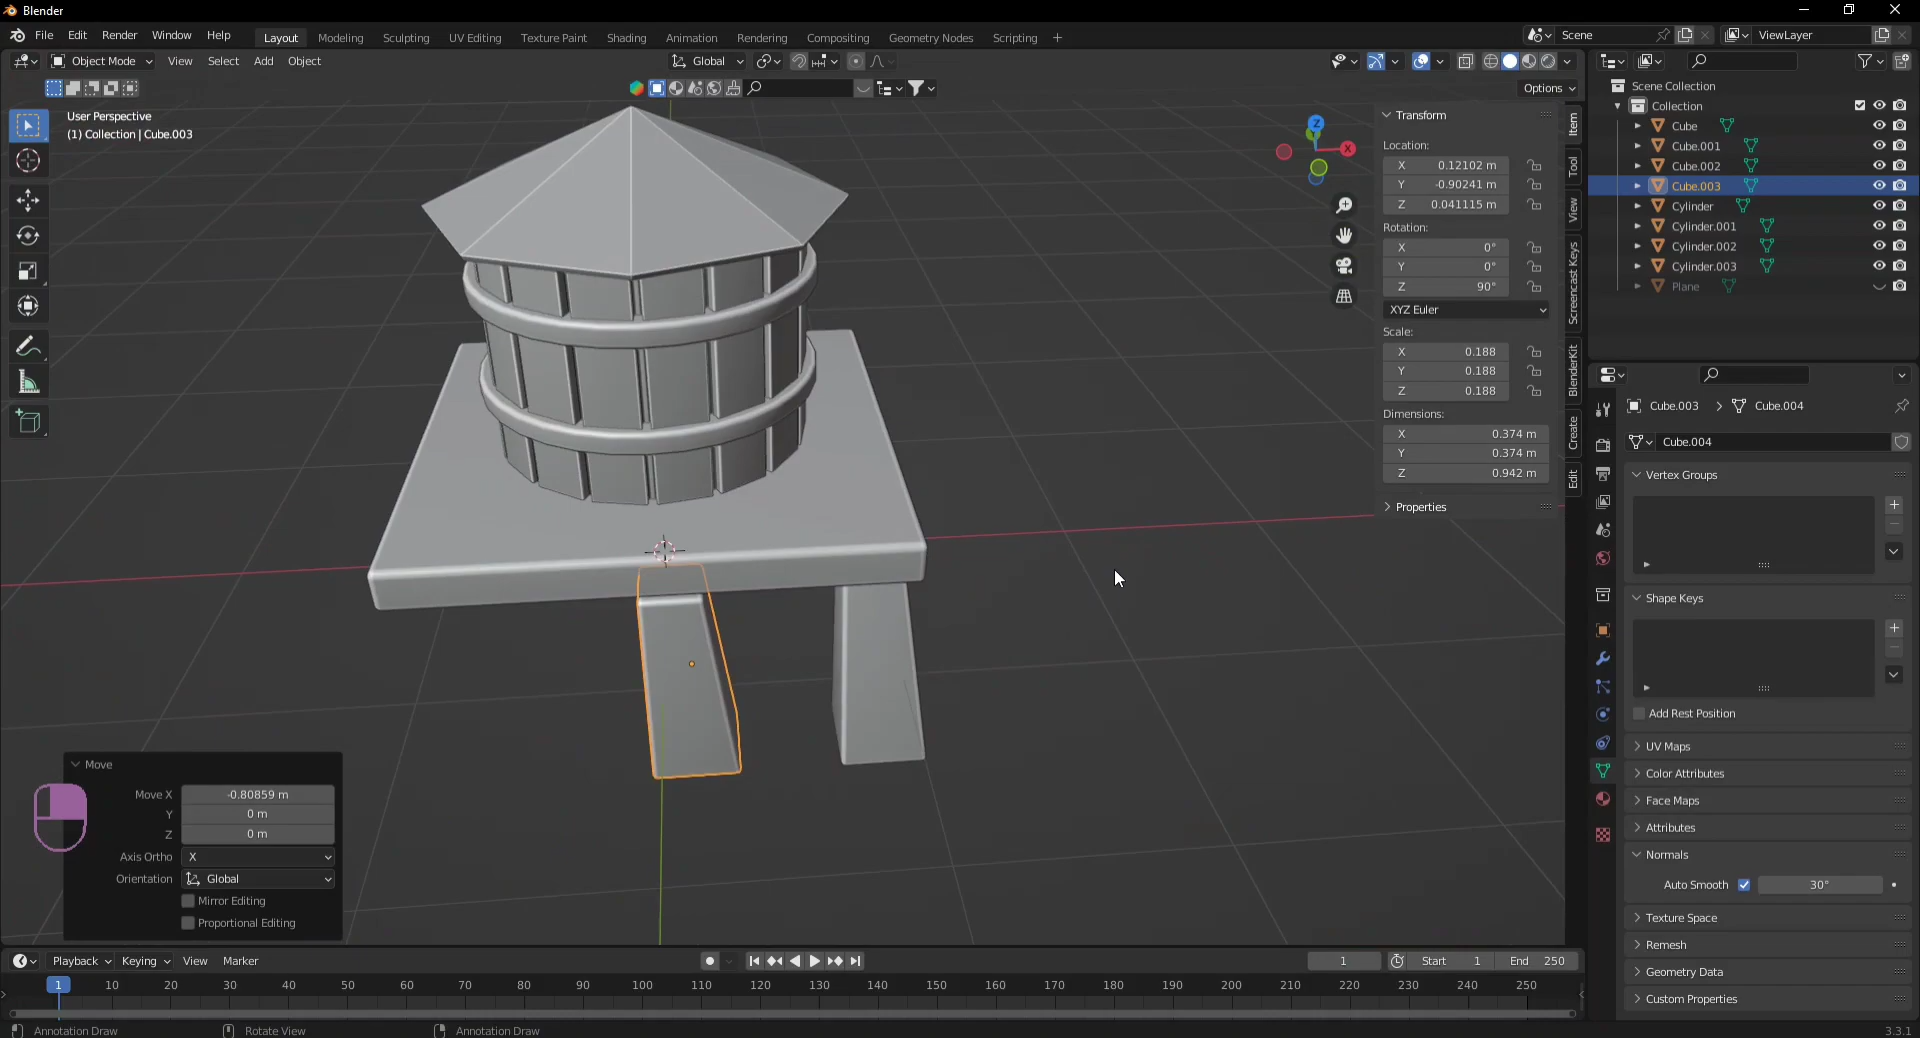 Blender
File Edit Render Window Help
Layout Modeling Sculpting UV Editing Texture Paint Shading Animation Rendering Compositing Geometry Nodes Scripting +
Scene
ViewLayer
Object Mode View Select Add Object
Global
Options
User Perspective
(1) Collection | Cube.003
Z
X
Transform
Location:
X 0.12102 m
Y -0.90241 m
Z 0.041115 m
Rotation:
X 0°
Y 0°
Z 90°
XYZ Euler
Scale:
X 0.188
Y 0.188
Z 0.188
Dimensions:
X 0.374 m
Y 0.374 m
Z 0.942 m
Properties
Item
Tool
View
Screencast Keys
BlenderKit
Create
Edit
Scene Collection
Collection
Cube
Cube.001
Cube.002
Cube.003
Cylinder
Cylinder.001
Cylinder.002
Cylinder.003
Plane
Cube.003 Cube.004
Cube.004
Vertex Groups
Shape Keys
Add Rest Position
UV Maps
Color Attributes
Face Maps
Attributes
Normals
Auto Smooth 30°
Texture Space
Remesh
Geometry Data
Custom Properties
Move
Move X -0.80859 m
Y 0 m
Z 0 m
Axis Ortho X
Orientation Global
Mirror Editing
Proportional Editing
Playback Keying View Marker
1 Start 1 End 250
1 10 20 30 40 50 60 70 80 90 100 110 120 130 140 150 160 170 180 190 200 210 220 230 240 250
Annotation Draw Rotate View Annotation Draw
3.3.1